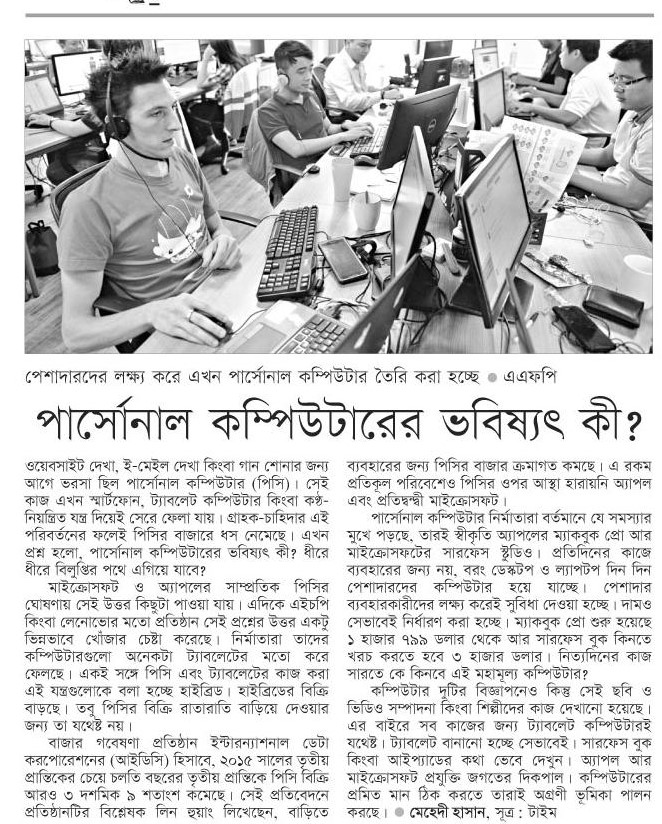 পেশাদারদের লক্ষ্য করে এখন পার্সোনাল কম্পিউটার তৈরি করা হচ্ছে ● এএফপি
পার্সোনাল কম্পিউটারের ভবিষ্যৎ কী?
ওয়েবসাইট দেখা, ই-মেইল দেখা কিংবা গান শোনার জন্য
আগে ভরসা ছিল পার্সোনাল কম্পিউটার (পিসি)। সেই
কাজ এখন স্মার্টফোন, ট্যাবলেট কম্পিউটার কিংবা কণ্ঠ-
নিয়ন্ত্রিত যন্ত্র দিয়েই সেরে ফেলা যায়। গ্রাহক-চাহিদার এই
পরিবর্তনের ফলেই পিসির বাজারে ধস নেমেছে। এখন
প্রশ্ন হলো, পার্সোনাল কম্পিউটারের ভবিষ্যৎ কী? ধীরে
ধীরে বিলুপ্তির পথে এগিয়ে যাবে?
মাইক্রোসফট ও অ্যাপলের সাম্প্রতিক পিসির
ঘোষণায় সেই উত্তর কিছুটা পাওয়া যায়। এদিকে এইচপি
কিংবা লেনোভোর মতো প্রতিষ্ঠান সেই প্রশ্নের উত্তর একটু
ভিন্নভাবে খোঁজার চেষ্টা করেছে। নির্মাতারা তাদের
কম্পিউটারগুলো অনেকটা ট্যাবলেটের মতো করে
ফেলছে। একই সঙ্গে পিসি এবং ট্যাবলেটের কাজ করা
এই যন্ত্রগুলোকে বলা হচ্ছে হাইব্রিড। হাইব্রিডের বিক্রি
বাড়ছে। তবু পিসির বিক্রি রাতারাতি বাড়িয়ে দেওয়ার
জন্য তা যথেষ্ট নয়।
বাজার গবেষণা প্রতিষ্ঠান ইন্টারন্যাশনাল ডেটা
করপোরেশনের (আইডিসি) হিসাবে, ২০১৫ সালের তৃতীয়
প্রান্তিকের চেয়ে চলতি বছরের তৃতীয় প্রান্তিকে পিসি বিক্রি
আরও ৩ দশমিক ৯ শতাংশ কমেছে। সেই প্রতিবেদনে
প্রতিষ্ঠানটির বিশ্লেষক লিন হুয়াং লিখেছেন, বাড়িতে
ব্যবহারের জন্য পিসির বাজার ক্রমাগত কমছে। এ রকম
প্রতিকূল পরিবেশেও পিসির ওপর আস্থা হারায়নি অ্যাপল
এবং প্রতিদ্বন্দ্বী মাইক্রোসফট।
পার্সোনাল কম্পিউটার নির্মাতারা বর্তমানে যে সমস্যার
মুখে পড়ছে, তারই স্বীকৃতি অ্যাপলের ম্যাকবুক প্রো আর
মাইক্রোসফটের সারফেস স্টুডিও। প্রতিদিনের কাজে
ব্যবহারের জন্য নয়, বরং ডেস্কটপ ও ল্যাপটপ দিন দিন
পেশাদারদের কম্পিউটার হয়ে যাচ্ছে। পেশাদার
ব্যবহারকারীদের লক্ষ্য করেই সুবিধা দেওয়া হচ্ছে। দামও
সেভাবেই নির্ধারণ করা হচ্ছে। ম্যাকবুক প্রো শুরু হয়েছে
১ হাজার ৭৯৯ ডলার থেকে আর সারফেস বুক কিনতে
খরচ করতে হবে ৩ হাজার ডলার। নিত্যদিনের কাজ
সারতে কে কিনবে এই মহামূল্য কম্পিউটার?
কম্পিউটার দুটির বিজ্ঞাপনেও কিন্তু সেই ছবি ও
ভিডিও সম্পাদনা কিংবা শিল্পীদের কাজ দেখানো হয়েছে।
এর বাইরে সব কাজের জন্য ট্যাবলেট কম্পিউটারই
যথেষ্ট। ট্যাবলেট বানানো হচ্ছে সেভাবেই। সারফেস বুক
কিংবা আইপ্যাডের কথা ভেবে দেখুন। অ্যাপল আর
মাইক্রোসফট প্রযুক্তি জগতের দিকপাল। কম্পিউটারের
প্রমিত মান ঠিক করতে তারাই অগ্রণী ভূমিকা পালন
করছে। ● মেহেদী হাসান, সূত্র : টাইম